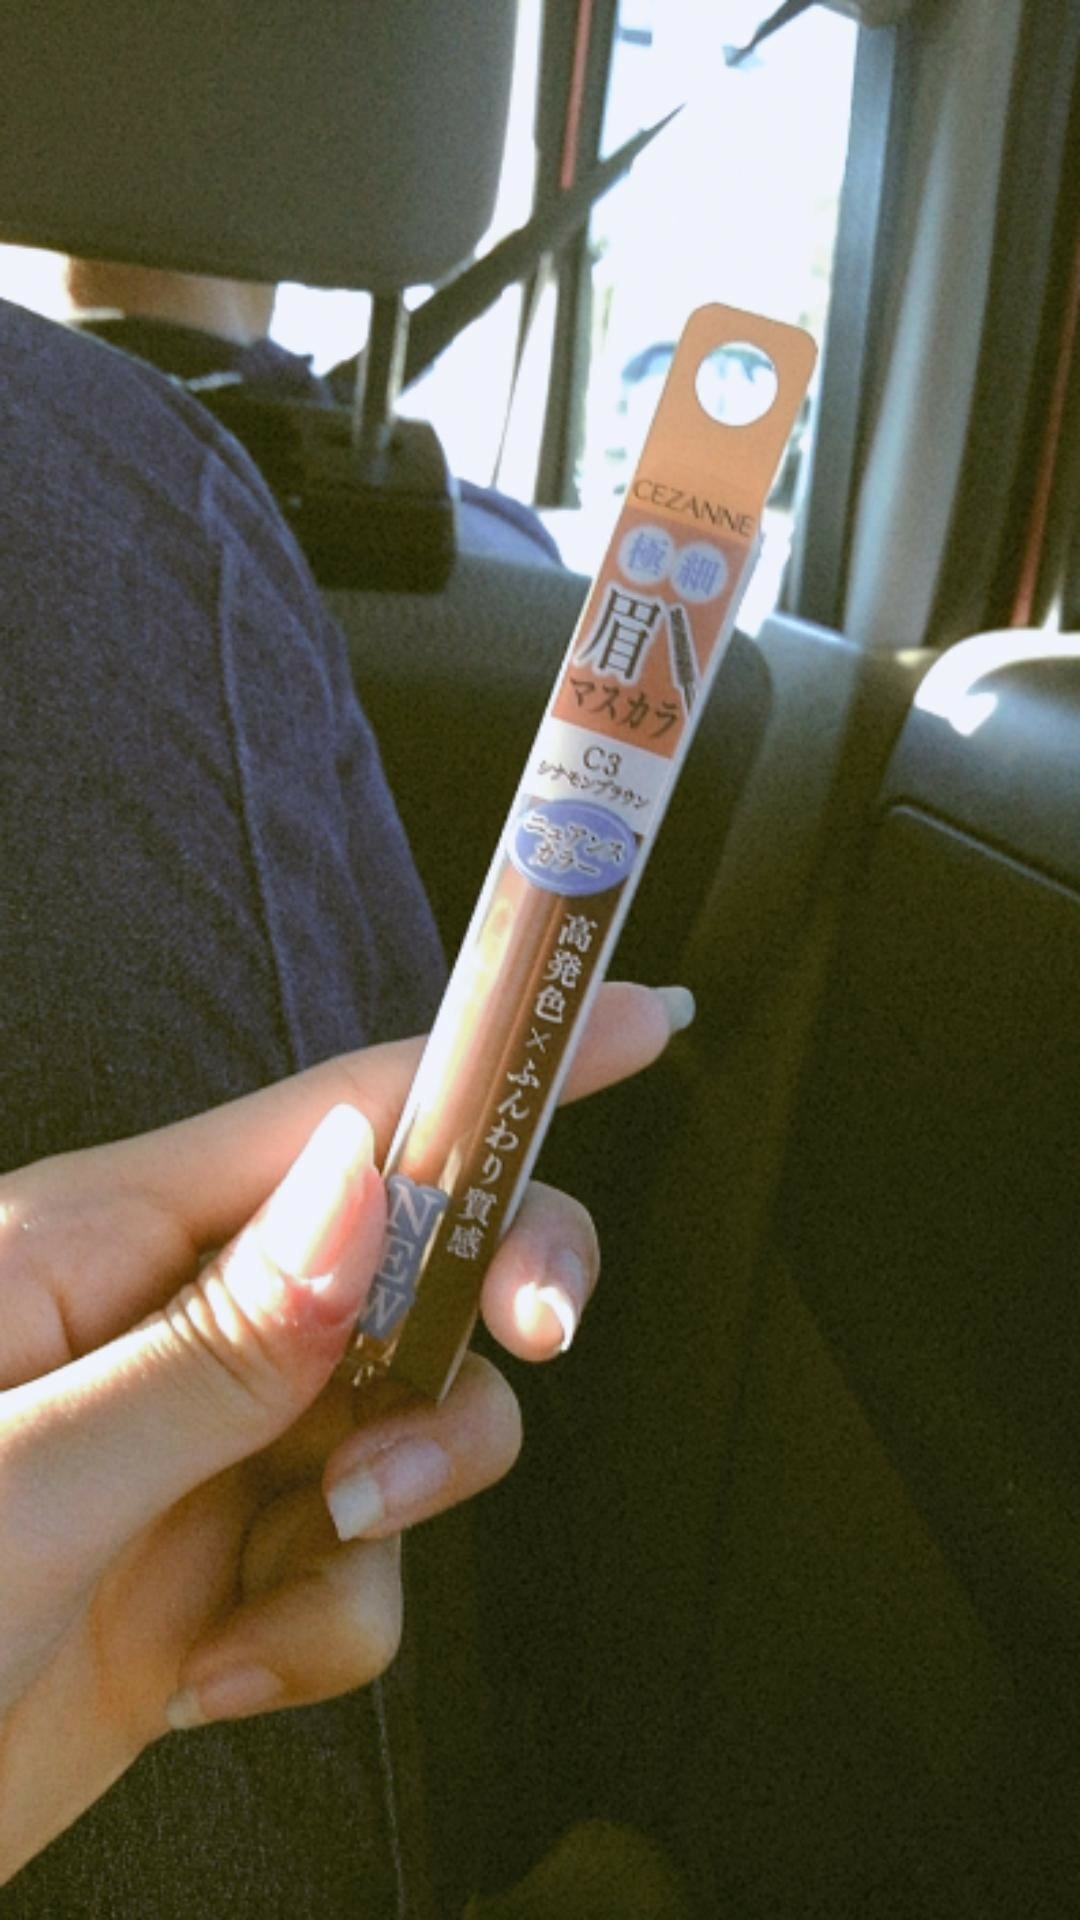 CEZANNE
極細
眉
マスカラ
C3
シナモンブラウン
ニュアンス
カラー
高発色×ふんわり質感
NEW